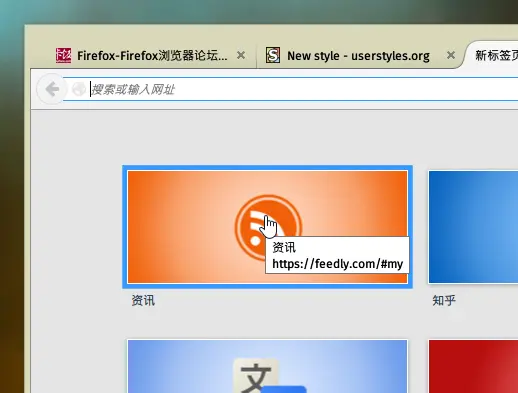 Firefox-Firefox浏览器论坛...
New style - userstyles.org
新标签页
搜索或输入网址
资讯
https://feedly.com/#my
资讯
知乎
文